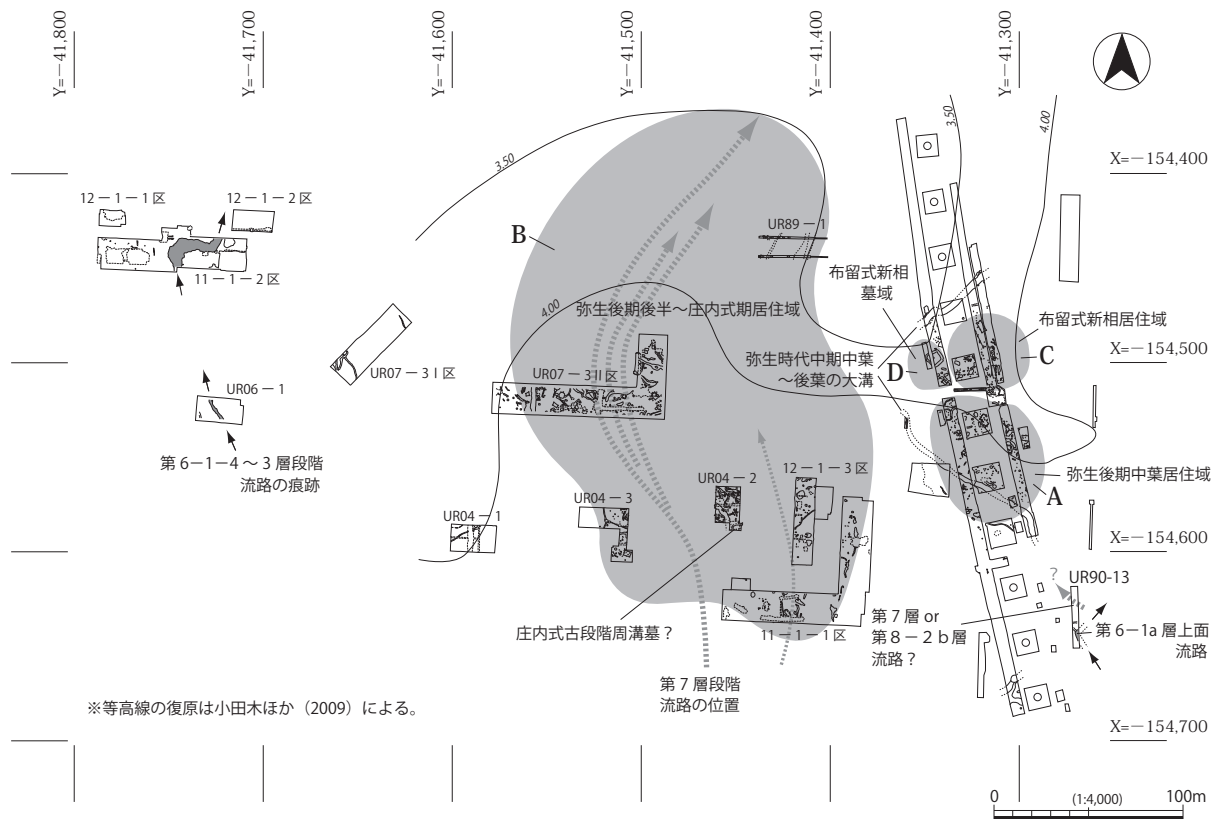 Y=－41,800
Y=－41,700
Y=－41,600
Y=－41,500
Y=－41,400
Y=－41,300
3.50
4.00
X=－154,400
3.50
12－1－1区
12－1－2区
11－1－2区
B
UR89－1
布留式新相
墓域
4.00
弥生後期後半～庄内式期居住域
布留式新相居住域
C
X=－154,500
弥生時代中期中葉
～後葉の大溝
D
UR07－3Ⅰ区
UR07－3Ⅱ区
UR06－1
第6－1－4～3層段階
流路の痕跡
UR04－1
UR04－3
UR04－2
12－1－3区
弥生後期中葉居住域
A
X=－154,600
?
UR90-13
庄内式古段階周溝墓？
11－1－1区
第7層or
第8－2ｂ層
流路？
第6－1a層上面
流路
第7層段階
流路の位置
※等高線の復原は小田木ほか（2009）による。
X=－154,700
0
(1:4,000)
100m